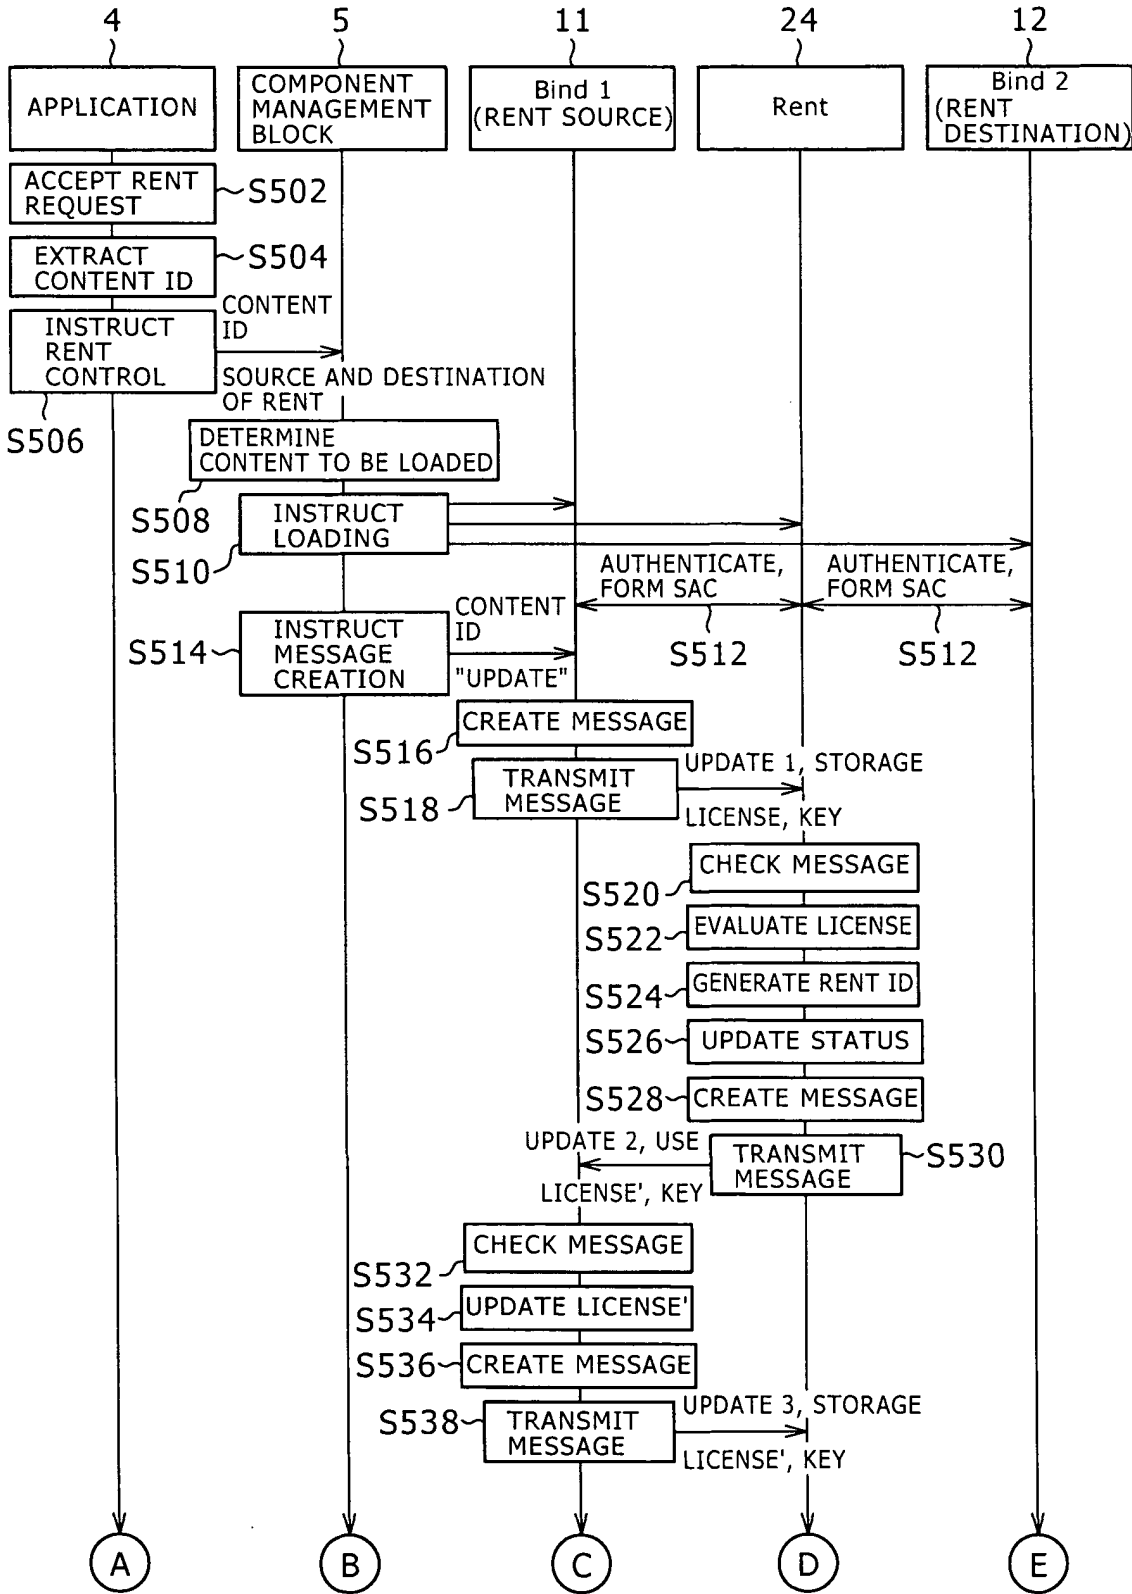 4
5
11
24
12
APPLICATION
COMPONENT
MANAGEMENT
BLOCK
Bind 1
(RENT SOURCE)
Rent
Bind 2
(RENT
DESTINATION)
ACCEPT RENT
REQUEST
S502
EXTRACT
CONTENT ID
S504
INSTRUCT
RENT
CONTROL
S506
CONTENT
ID
SOURCE AND DESTINATION
OF RENT
DETERMINE
CONTENT TO BE LOADED
S508
INSTRUCT
LOADING
S510
AUTHENTICATE,
FORM SAC
S512
AUTHENTICATE,
FORM SAC
S512
S514
INSTRUCT
MESSAGE
CREATION
CONTENT
ID
"UPDATE"
CREATE MESSAGE
S516
TRANSMIT
MESSAGE
S518
UPDATE 1, STORAGE
LICENSE, KEY
CHECK MESSAGE
S520
EVALUATE LICENSE
S522
GENERATE RENT ID
S524
UPDATE STATUS
S526
CREATE MESSAGE
S528
TRANSMIT
MESSAGE
S530
UPDATE 2, USE
LICENSE', KEY
CHECK MESSAGE
S532
UPDATE LICENSE'
S534
CREATE MESSAGE
S536
TRANSMIT
MESSAGE
S538
UPDATE 3, STORAGE
LICENSE', KEY
A
B
C
D
E